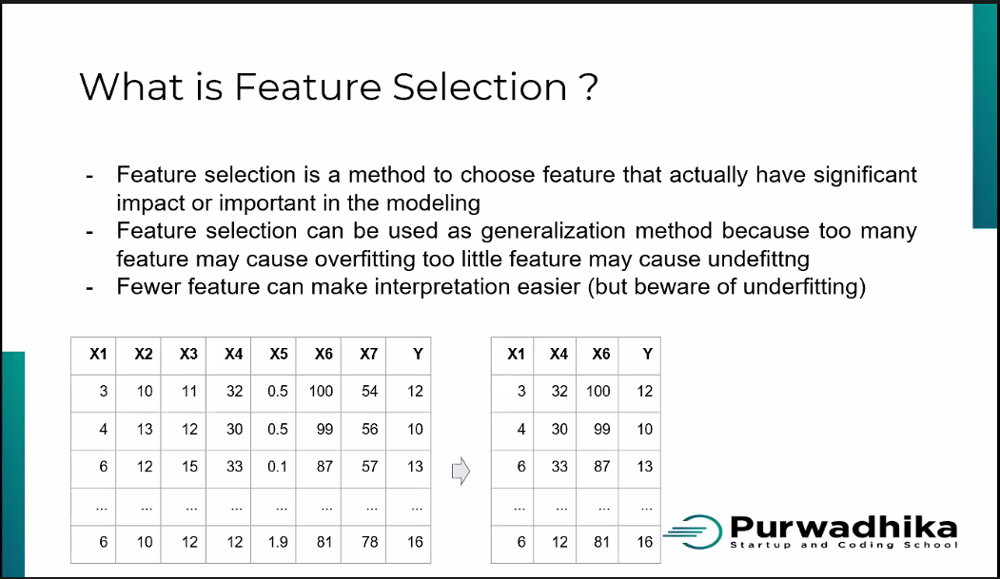 What is Feature Selection ?
- Feature selection is a method to choose feature that actually have significant
impact or important in the modeling
- Feature selection can be used as generalization method because too many
feature may cause overfitting too little feature may cause undefittng
- Fewer feature can make interpretation easier (but beware of underfitting)
X1 X2 X3 X4 X5 X6 X7 Y
3 10 11 32 0.5 100 54 12
4 13 12 30 0.5 99 56 10
6 12 15 33 0.1 87 57 13
... ... ... ... ... ... ... ...
6 10 12 12 1.9 81 78 16
X1 X4 X6 Y
3 32 100 12
4 30 99 10
6 33 87 13
... ... ... ...
6 12 81 16
Purwadhika
Startup and Coding School